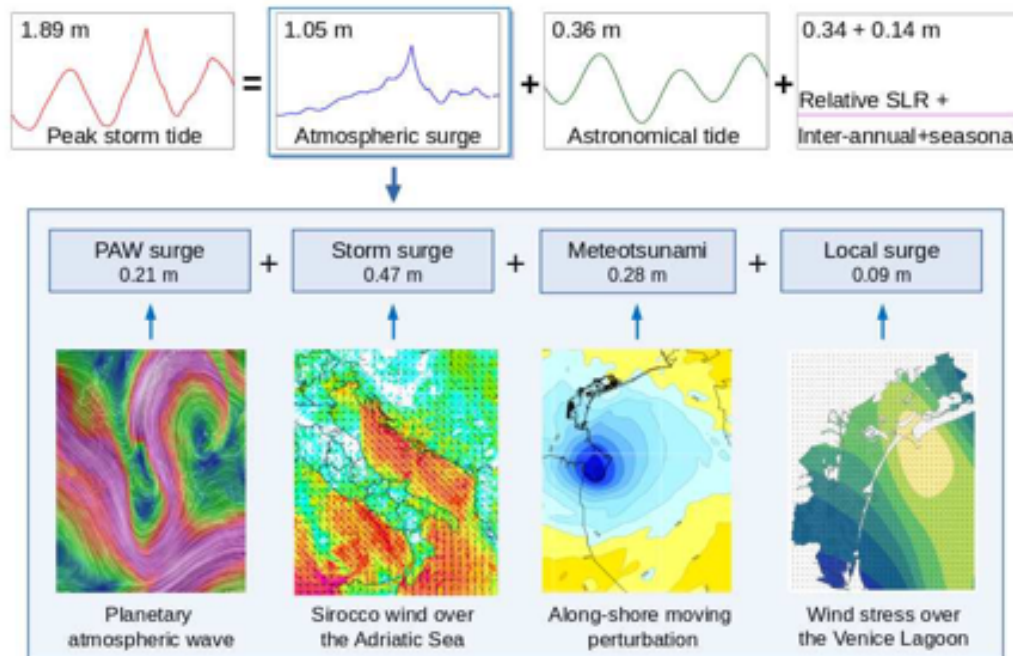 1.89 m
Peak storm tide
=
1.05 m
Atmospheric surge
+
0.36 m
Astronomical tide
+
0.34 + 0.14 m
Relative SLR +
Inter-annual+seasona
PAW surge
0.21 m
+
Storm surge
0.47 m
+
Meteotsunami
0.28 m
+
Local surge
0.09 m
Planetary
atmospheric wave
Sirocco wind over
the Adriatic Sea
Along-shore moving
perturbation
Wind stress over
the Venice Lagoon